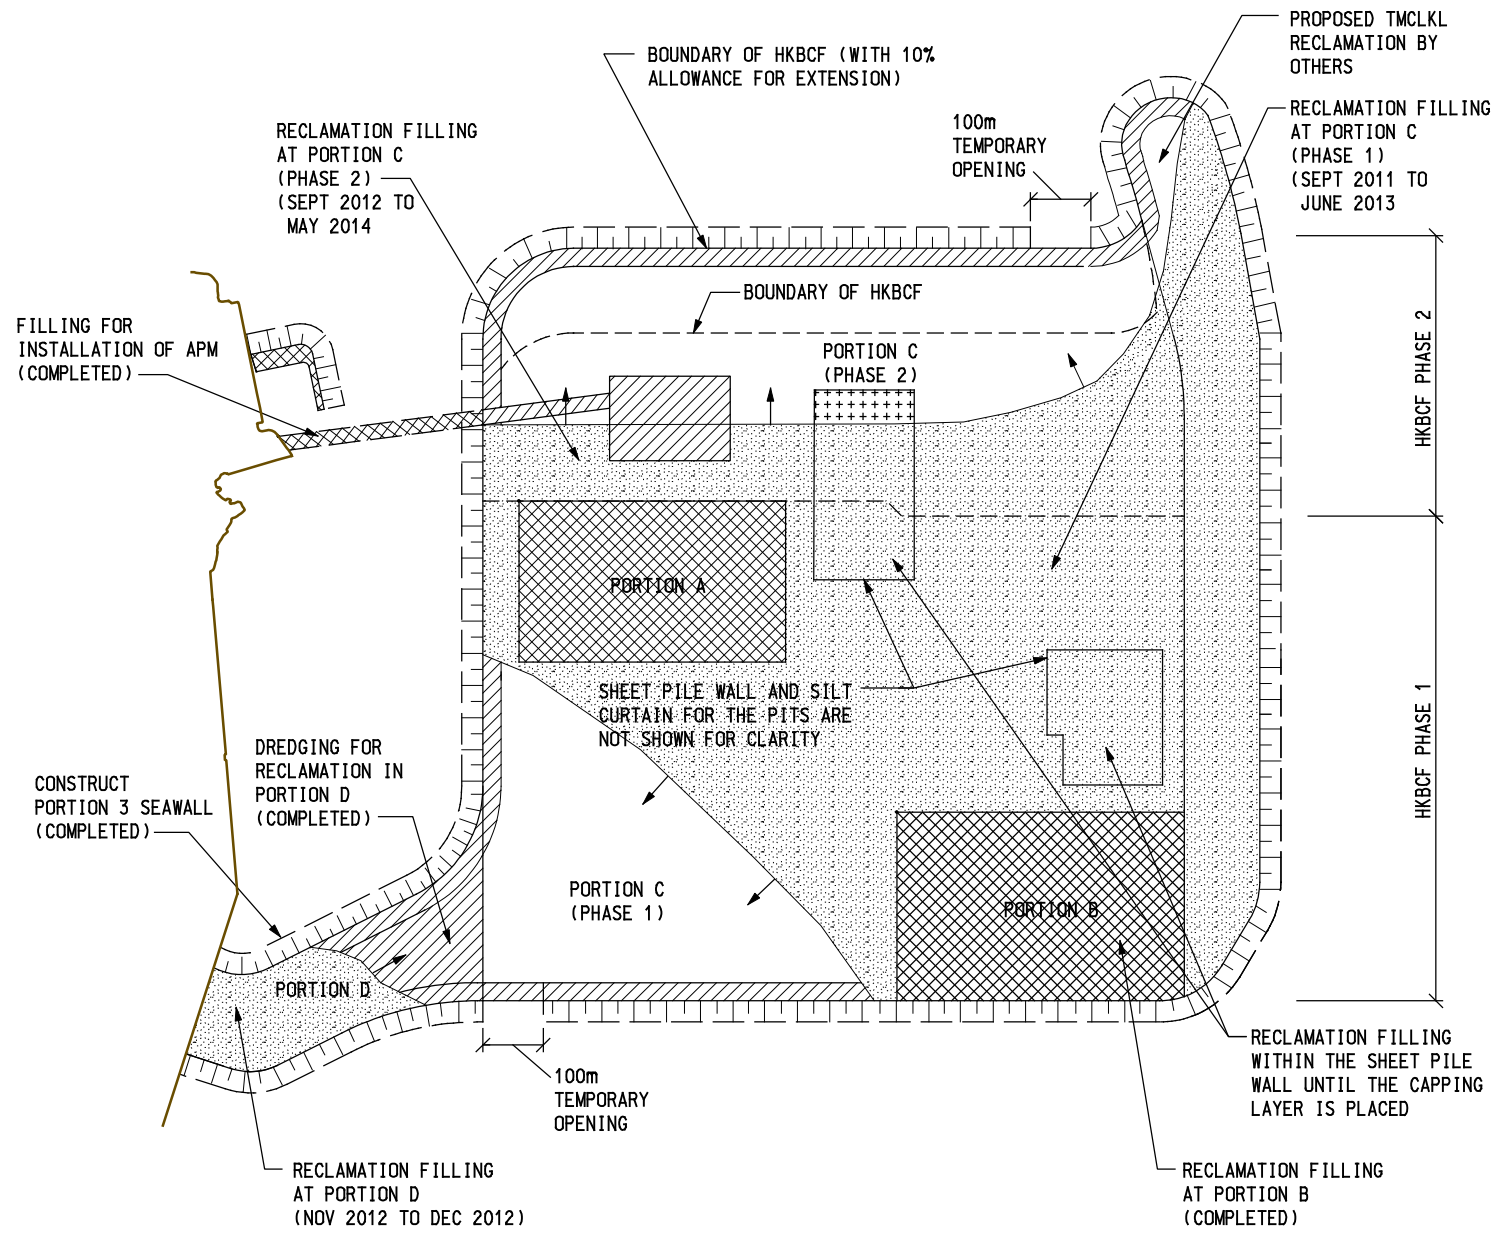 PROPOSED TMCLKL
RECLAMATION BY
OTHERS
BOUNDARY OF HKBCF (WITH 10%
ALLOWANCE FOR EXTENSION)
RECLAMATION FILLING
AT PORTION C
(PHASE 1)
(SEPT 2011 TO
JUNE 2013
100m
TEMPORARY
OPENING
RECLAMATION FILLING
AT PORTION C
(PHASE 2)
(SEPT 2012 TO
MAY 2014
BOUNDARY OF HKBCF
FILLING FOR
INSTALLATION OF APM
(COMPLETED)
PORTION C
(PHASE 2)
HKBCF PHASE 2
PORTION A
SHEET PILE WALL AND SILT
CURTAIN FOR THE PITS ARE
NOT SHOWN FOR CLARITY
HKBCF PHASE 1
DREDGING FOR
RECLAMATION IN
PORTION D
(COMPLETED)
CONSTRUCT
PORTION 3 SEAWALL
(COMPLETED)
PORTION C
(PHASE 1)
PORTION B
PORTION D
RECLAMATION FILLING
WITHIN THE SHEET PILE
WALL UNTIL THE CAPPING
LAYER IS PLACED
100m
TEMPORARY
OPENING
RECLAMATION FILLING
AT PORTION D
(NOV 2012 TO DEC 2012)
RECLAMATION FILLING
AT PORTION B
(COMPLETED)